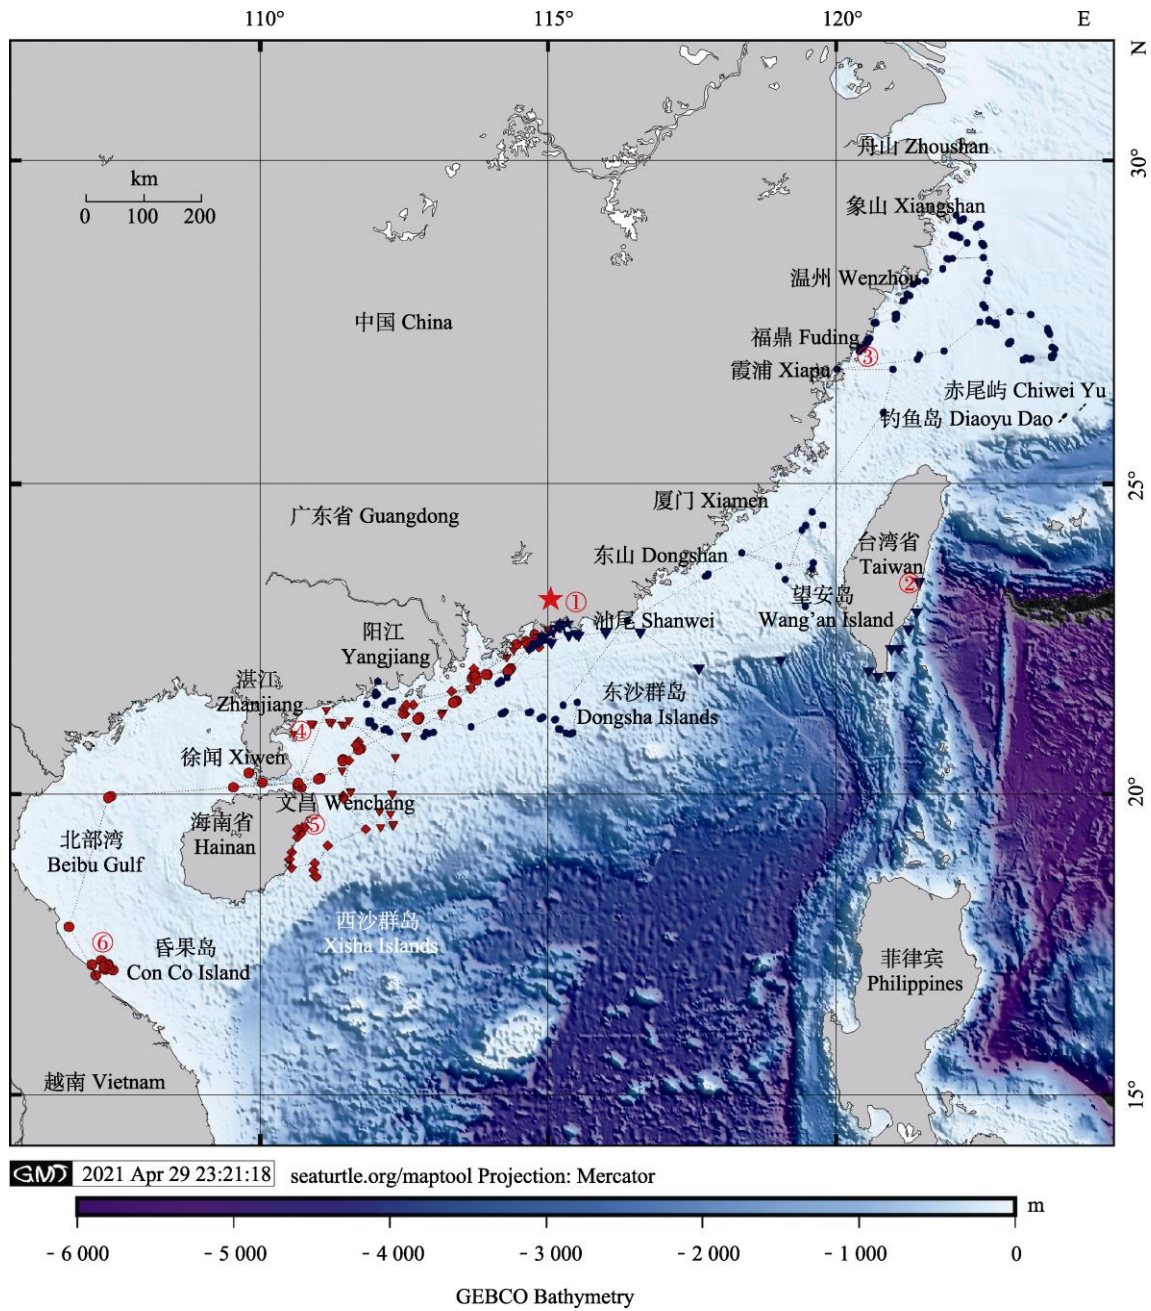 110°
115°
120°
E
N
舟山 Zhoushan
30°
km
0 100 200
象山 Xiangshan
温州 Wenzhou
中国 China
福鼎 Fuding
③
霞浦 Xiapu
赤尾屿 Chiwei Yu
钓鱼岛 Diaoyu Dao
25°
厦门 Xiamen
广东省 Guangdong
东山 Dongshan
台湾省
Taiwan
②
①
望安岛
Wang'an Island
汕尾 Shanwei
阳江
Yangjiang
湛江
Zhanjiang
东沙群岛
Dongsha Islands
④
徐闻 Xiwen
20°
文昌 Wenchang
⑤
海南省
Hainan
北部湾
Beibu Gulf
西沙群岛
Xisha Islands
⑥
昏果岛
Con Co Island
菲律宾
Philippines
越南 Vietnam
15°
GMT 2021 Apr 29 23:21:18 seaturtle.org/maptool Projection: Mercator
m
- 6 000 - 5 000 - 4 000 - 3 000 - 2 000 - 1 000 0
GEBCO Bathymetry